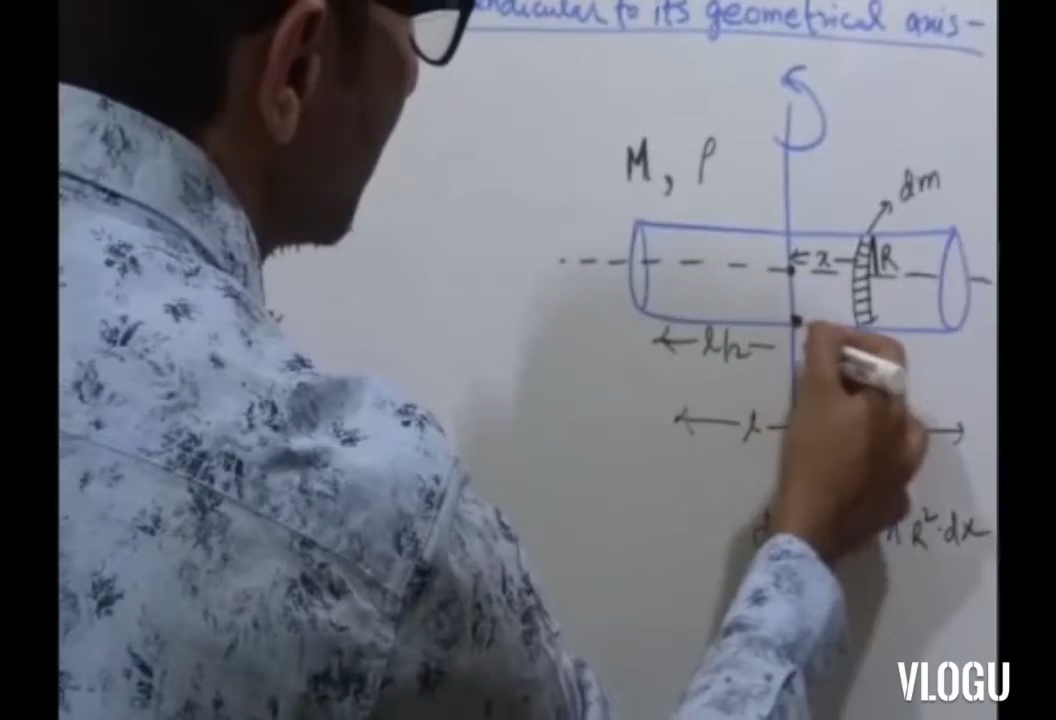 to its geometrical axis-
M, ρ
dm
x
R
l/2
l
R²·dx
VLOGU